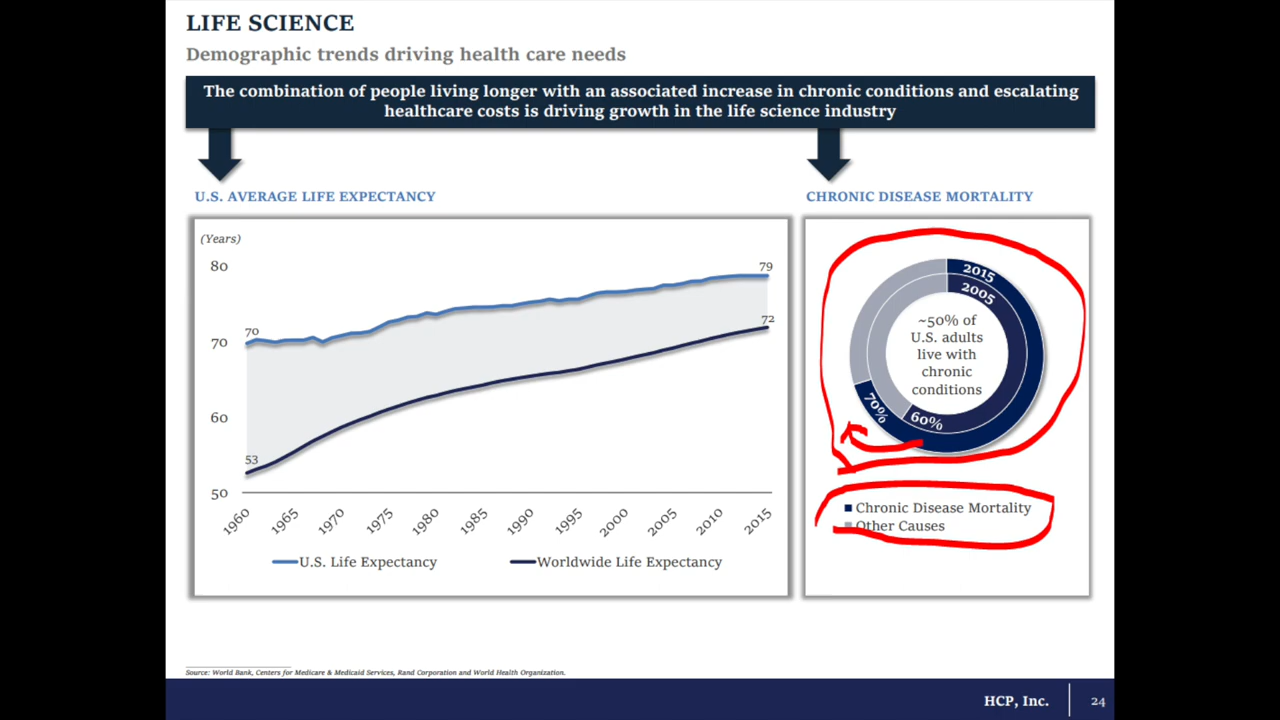 LIFE SCIENCE
Demographic trends driving health care needs
The combination of people living longer with an associated increase in chronic conditions and escalating
healthcare costs is driving growth in the life science industry
U.S. AVERAGE LIFE EXPECTANCY
(Years)
80
70
60
50
70
53
79
72
1960
1965
1970
1975
1980
1985
1990
1995
2000
2005
2010
2015
U.S. Life Expectancy
Worldwide Life Expectancy
CHRONIC DISEASE MORTALITY
2015
2005
~50% of
U.S. adults
live with
chronic
conditions
70%
60%
Chronic Disease Mortality
Other Causes
Source: World Bank, Centers for Medicare & Medicaid Services, Rand Corporation and World Health Organization.
HCP, Inc.
24